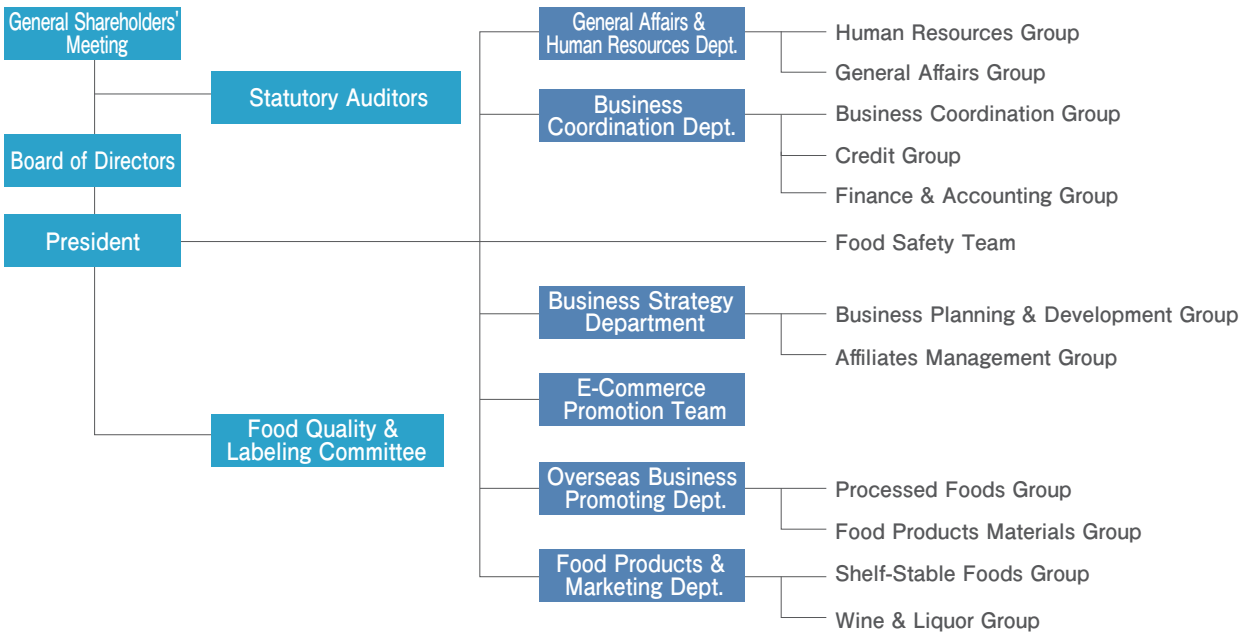 General Shareholders'
Meeting
Statutory Auditors
Board of Directors
President
Food Quality &
Labeling Committee
General Affairs &
Human Resources Dept.
Human Resources Group
General Affairs Group
Business
Coordination Dept.
Business Coordination Group
Credit Group
Finance & Accounting Group
Food Safety Team
Business Strategy
Department
Business Planning & Development Group
Affiliates Management Group
E-Commerce
Promotion Team
Overseas Business
Promoting Dept.
Processed Foods Group
Food Products Materials Group
Food Products &
Marketing Dept.
Shelf-Stable Foods Group
Wine & Liquor Group